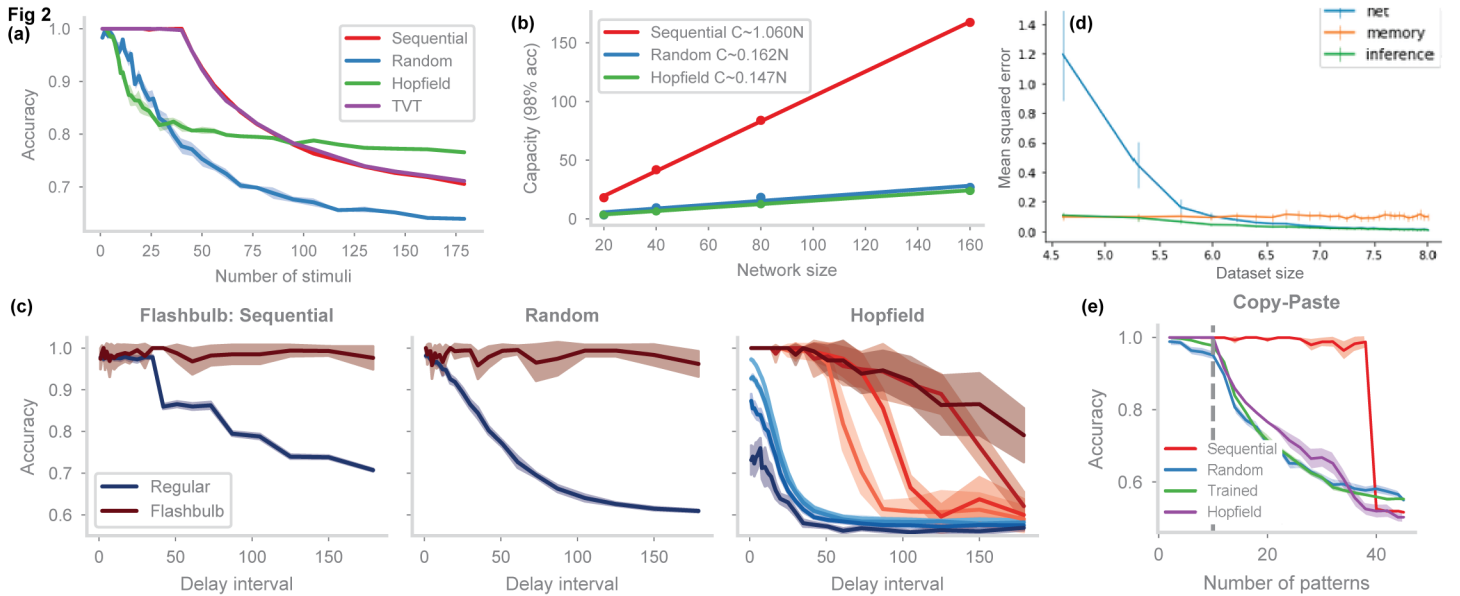 Fig 2
(a)
1.0
0.9
0.8
0.7
Accuracy
0
25
50
75
100
125
150
175
Number of stimuli
Sequential
Random
Hopfield
TVT
(b)
150
100
50
0
Capacity (98% acc)
20
40
60
80
100
120
140
160
Network size
Sequential C~1.060N
Random C~0.162N
Hopfield C~0.147N
(d)
1.4
1.2
1.0
0.8
0.6
0.4
0.2
0.0
Mean squared error
4.5
5.0
5.5
6.0
6.5
7.0
7.5
8.0
Dataset size
net
memory
inference
(c)
Flashbulb: Sequential
1.0
0.9
0.8
0.7
0.6
Accuracy
0
50
100
150
Delay interval
Regular
Flashbulb
Random
0
50
100
150
Delay interval
Hopfield
0
50
100
150
Delay interval
(e)
Copy-Paste
1.0
0.8
0.6
Accuracy
0
20
40
Number of patterns
Sequential
Random
Trained
Hopfield